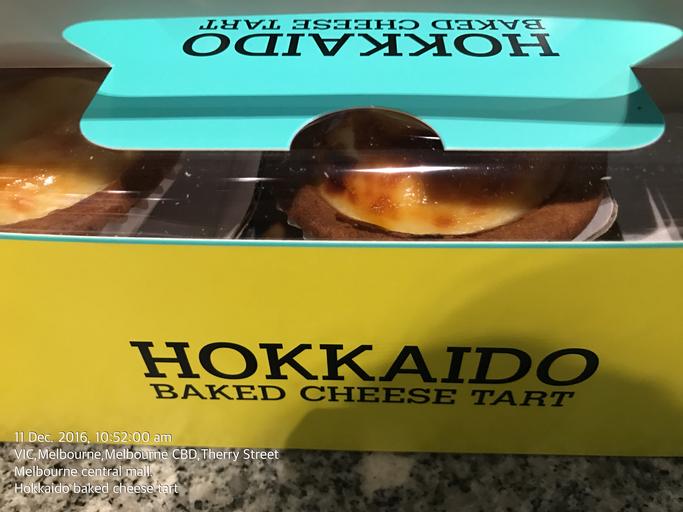 HOKKAIDO
BAKED CHEESE TART
HOKKAIDO
BAKED CHEESE TART
11 Dec. 2016, 10:52:00 am
VIC,Melbourne,Melbourne CBD,Therry Street
Melbourne central mall.
Hokkaido baked cheese tart